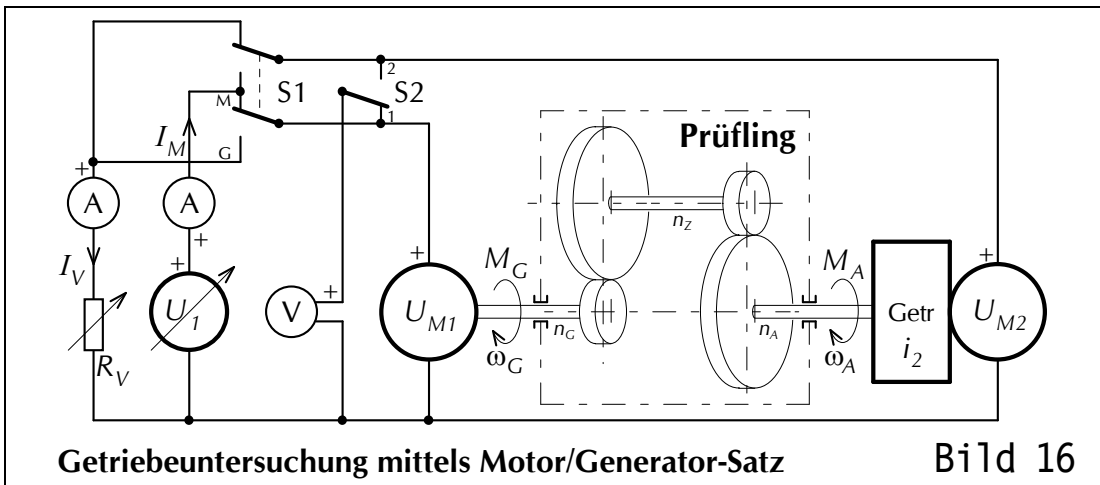 S1
2
M
S2
1
I_M
G
Prüfling
+
A
A
+
n_Z
I_V
+
+
M_G
M_A
+
U_1
V
U_M1
n_G
n_A
Getr
i_2
U_M2
R_V
ω_G
ω_A
Getriebeuntersuchung mittels Motor/Generator-Satz
Bild 16